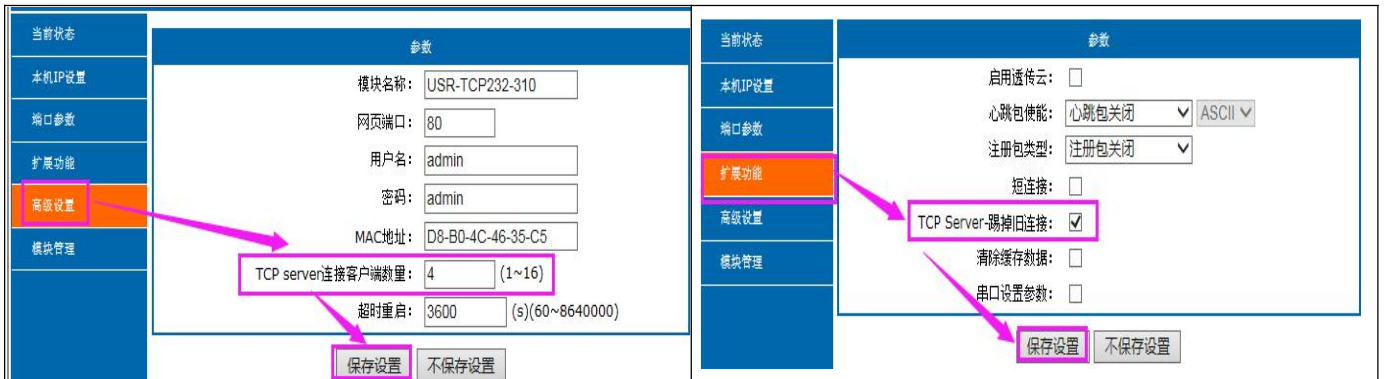 当前状态
本机IP设置
端口参数
扩展功能
高级设置
模块管理
参数
模块名称： USR-TCP232-310
网页端口： 80
用户名： admin
密码： admin
MAC地址： D8-B0-4C-46-35-C5
TCP server连接客户端数量： 4 (1~16)
超时重启： 3600 (s)(60~8640000)
保存设置 不保存设置
当前状态
本机IP设置
端口参数
扩展功能
高级设置
模块管理
参数
启用透传云：
心跳包使能： 心跳包关闭 ASCII
注册包类型： 注册包关闭
短连接：
TCP Server-踢掉旧连接：
清除缓存数据：
串口设置参数：
保存设置 不保存设置